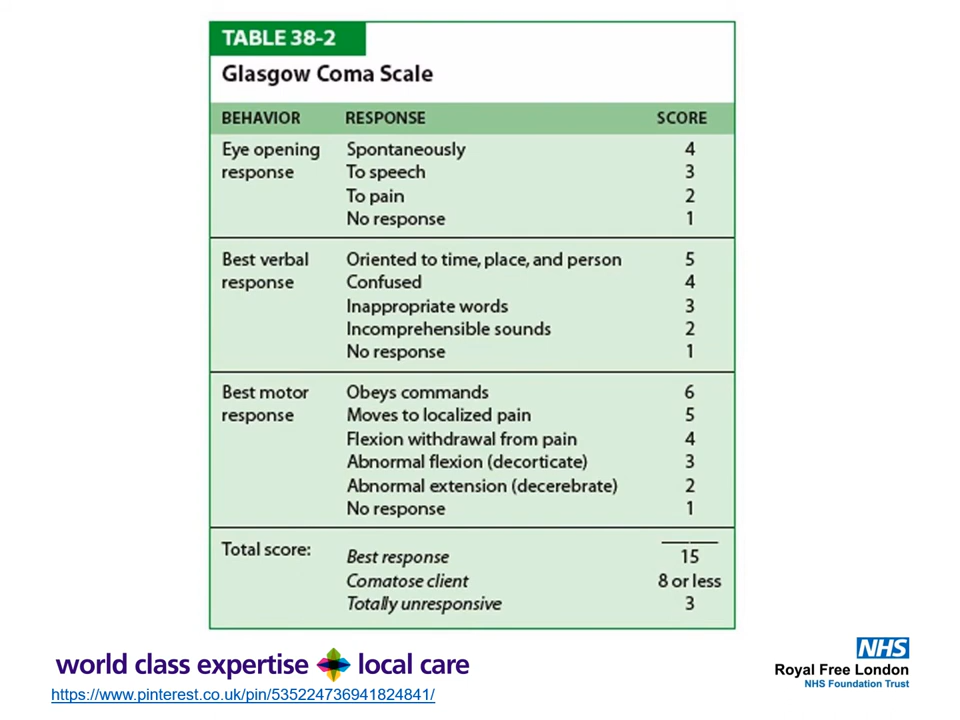 TABLE 38-2
Glasgow Coma Scale
BEHAVIOR RESPONSE SCORE
Eye opening Spontaneously 4
response To speech 3
To pain 2
No response 1
Best verbal Oriented to time, place, and person 5
response Confused 4
Inappropriate words 3
Incomprehensible sounds 2
No response 1
Best motor Obeys commands 6
response Moves to localized pain 5
Flexion withdrawal from pain 4
Abnormal flexion (decorticate) 3
Abnormal extension (decerebrate) 2
No response 1
Total score: Best response 15
Comatose client 8 or less
Totally unresponsive 3
world class expertise local care
NHS
Royal Free London
NHS Foundation Trust
https://www.pinterest.co.uk/pin/535224736941824841/